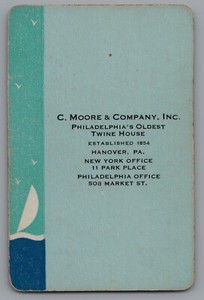 C. MOORE & COMPANY, INC.
PHILADELPHIA'S OLDEST
TWINE HOUSE
ESTABLISHED 1854
HANOVER, PA.
NEW YORK OFFICE
11 PARK PLACE
PHILADELPHIA OFFICE
508 MARKET ST.